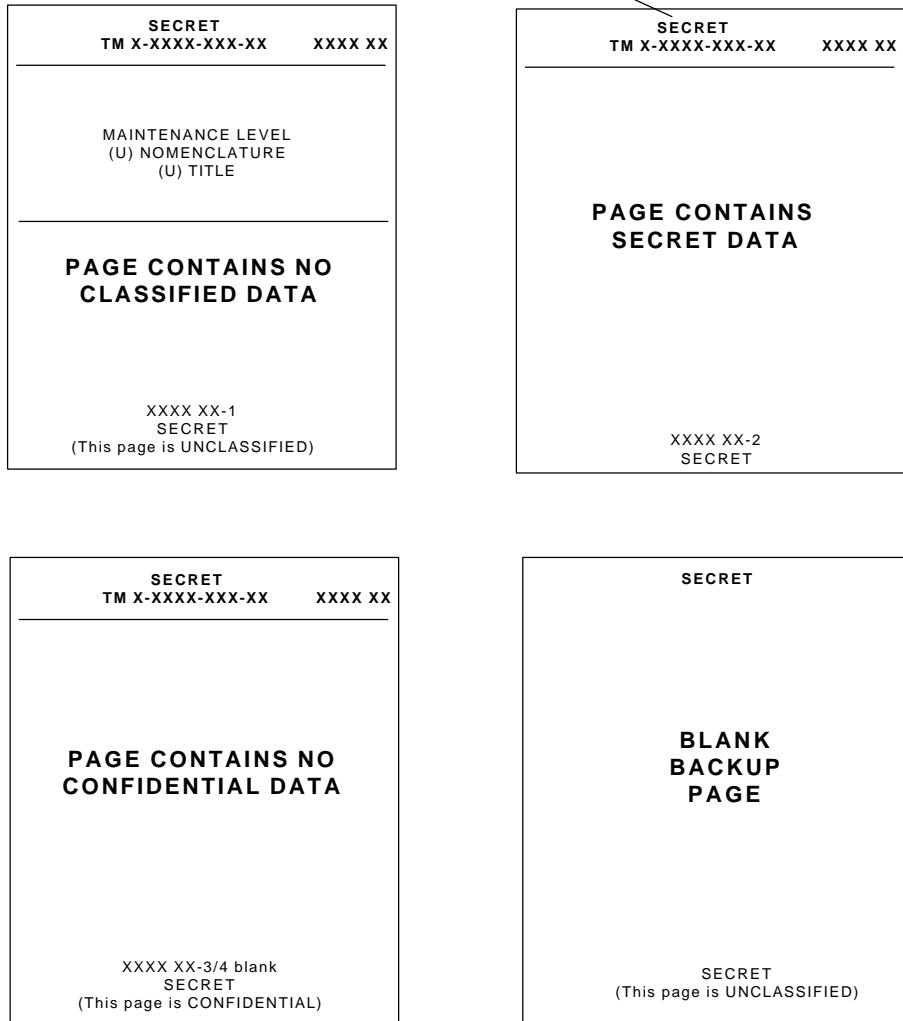 SECRET
TM X-XXXX-XXX-XX XXXX XX
MAINTENANCE LEVEL
(U) NOMENCLATURE
(U) TITLE
PAGE CONTAINS NO
CLASSIFIED DATA
XXXX XX-1
SECRET
(This page is UNCLASSIFIED)
SECRET
TM X-XXXX-XXX-XX XXXX XX
PAGE CONTAINS
SECRET DATA
XXXX XX-2
SECRET
SECRET
TM X-XXXX-XXX-XX XXXX XX
PAGE CONTAINS NO
CONFIDENTIAL DATA
XXXX XX-3/4 blank
SECRET
(This page is CONFIDENTIAL)
SECRET
BLANK
BACKUP
PAGE
SECRET
(This page is UNCLASSIFIED)